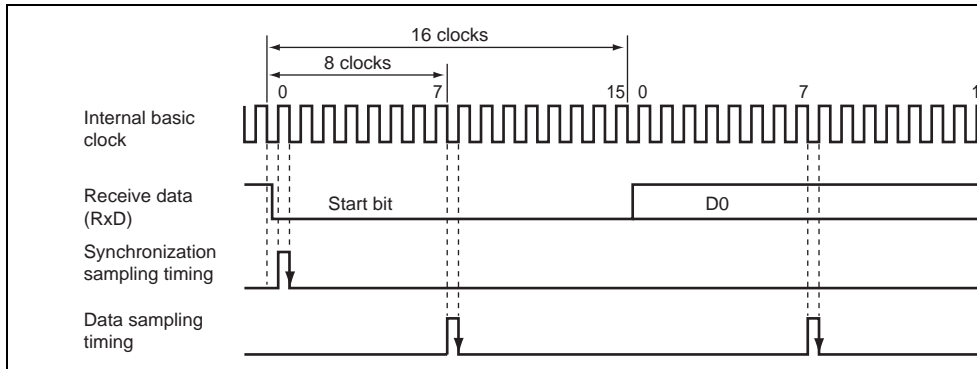 16 clocks
8 clocks
0 7 15 0 7 1
Internal basic
clock
Receive data
(RxD)
Start bit D0
Synchronization
sampling timing
Data sampling
timing